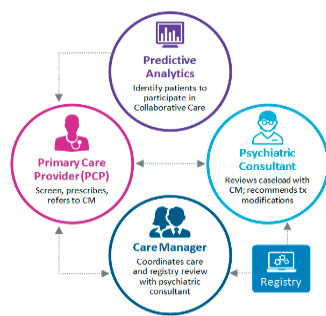 Predictive
Analytics
Identify patients to
participate in
Collaborative Care
Primary Care
Provider (PCP)
Screen, prescribes,
refers to CM
Psychiatric
Consultant
Reviews caseload with
CM; recommends tx
modifications
Care Manager
Coordinates care
and registry review
with psychiatric
consultant
Registry